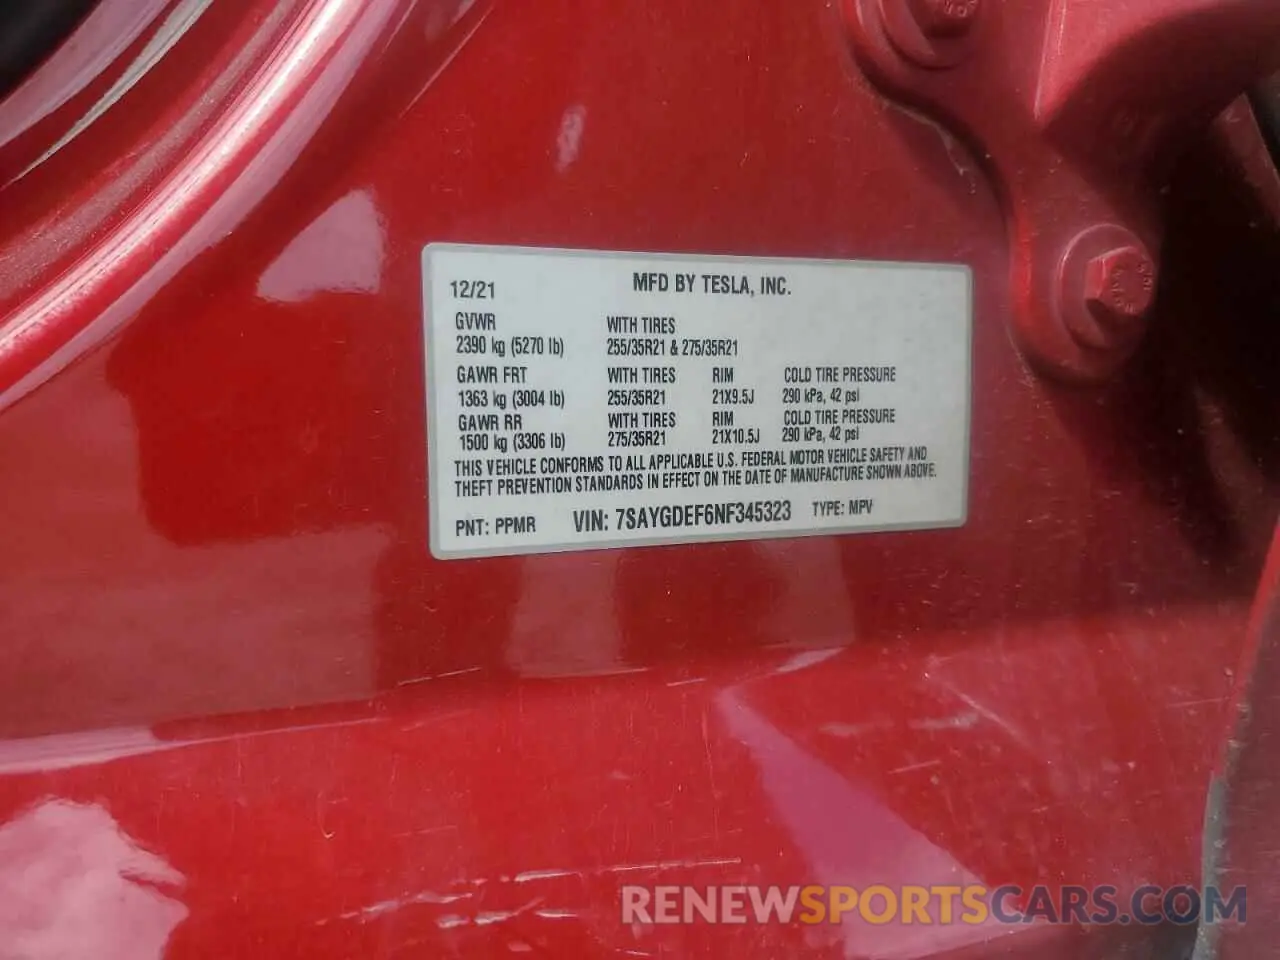 12/21 MFD BY TESLA, INC.
GVWR WITH TIRES
2390 kg (5270 lb) 255/35R21 & 275/35R21
GAWR FRT WITH TIRES RIM COLD TIRE PRESSURE
1363 kg (3004 lb) 255/35R21 21X9.5J 290 kPa, 42 psi
GAWR RR WITH TIRES RIM COLD TIRE PRESSURE
1500 kg (3306 lb) 275/35R21 21X10.5J 290 kPa, 42 psi
THIS VEHICLE CONFORMS TO ALL APPLICABLE U.S. FEDERAL MOTOR VEHICLE SAFETY AND
THEFT PREVENTION STANDARDS IN EFFECT ON THE DATE OF MANUFACTURE SHOWN ABOVE.
PNT: PPMR VIN: 7SAYGDEF6NF345323 TYPE: MPV
RENEWSPORTSCARS.COM